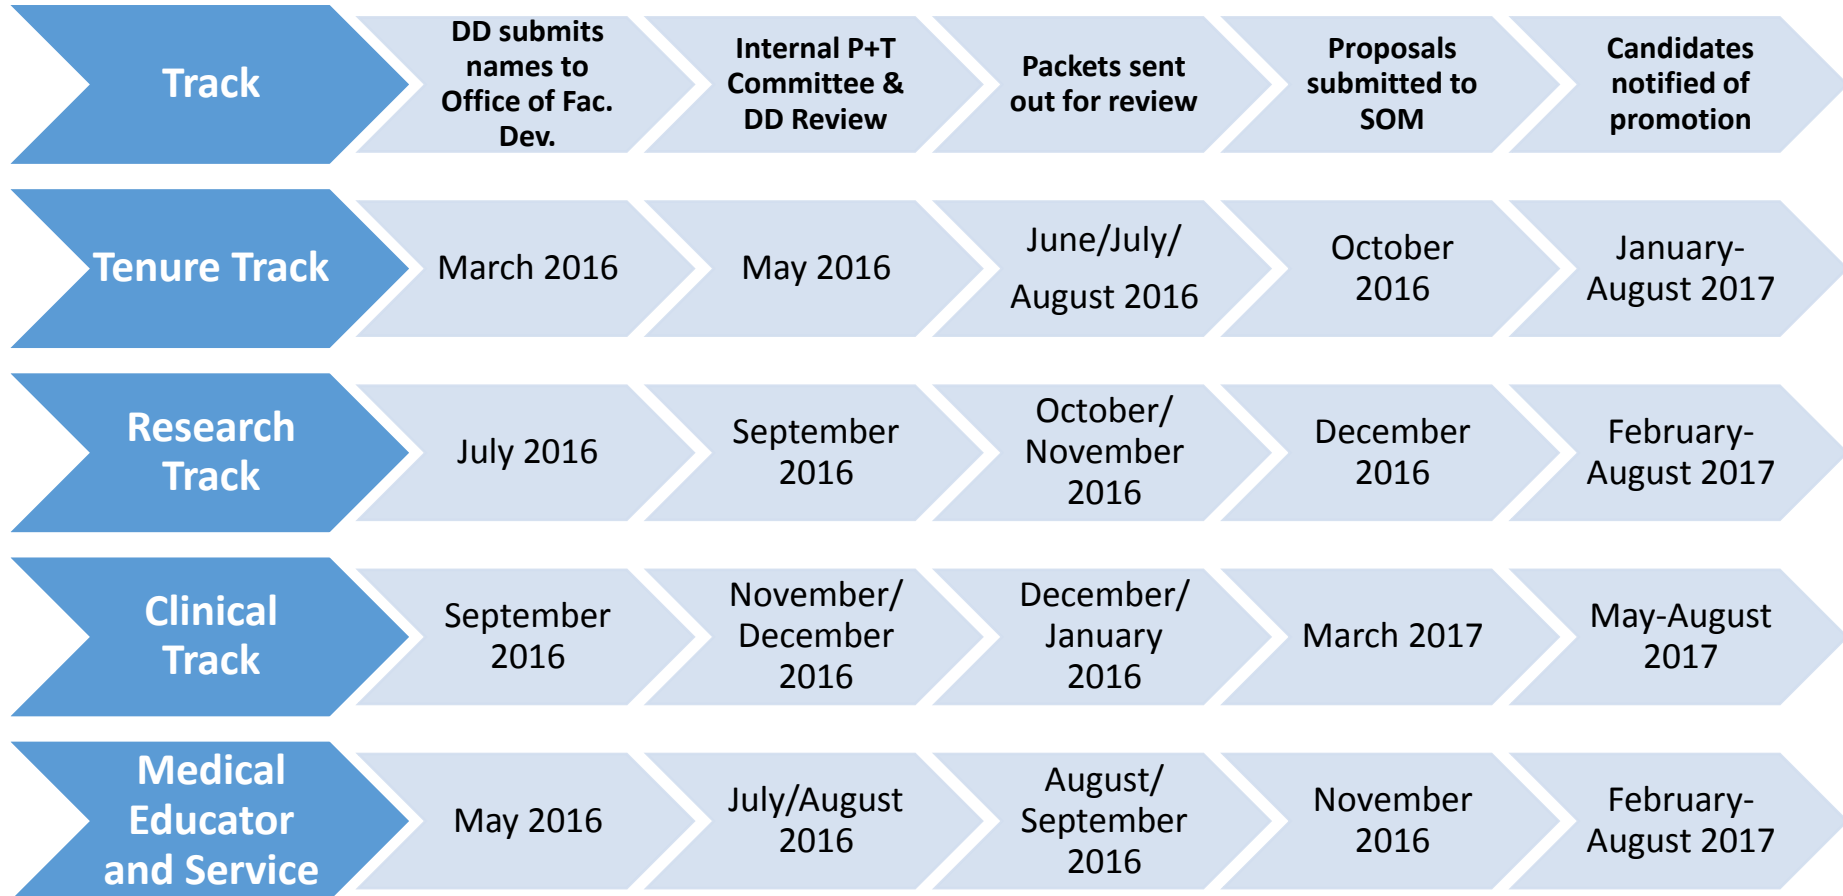 Track
DD submits
names to
Office of Fac.
Dev.
Internal P+T
Committee &
DD Review
Packets sent
out for review
Proposals
submitted to
SOM
Candidates
notified of
promotion
Tenure Track
March 2016
May 2016
June/July/
August 2016
October
2016
January-
August 2017
Research
Track
July 2016
September
2016
October/
November
2016
December
2016
February-
August 2017
Clinical
Track
September
2016
November/
December
2016
December/
January
2016
March 2017
May-August
2017
Medical
Educator
and Service
May 2016
July/August
2016
August/
September
2016
November
2016
February-
August 2017